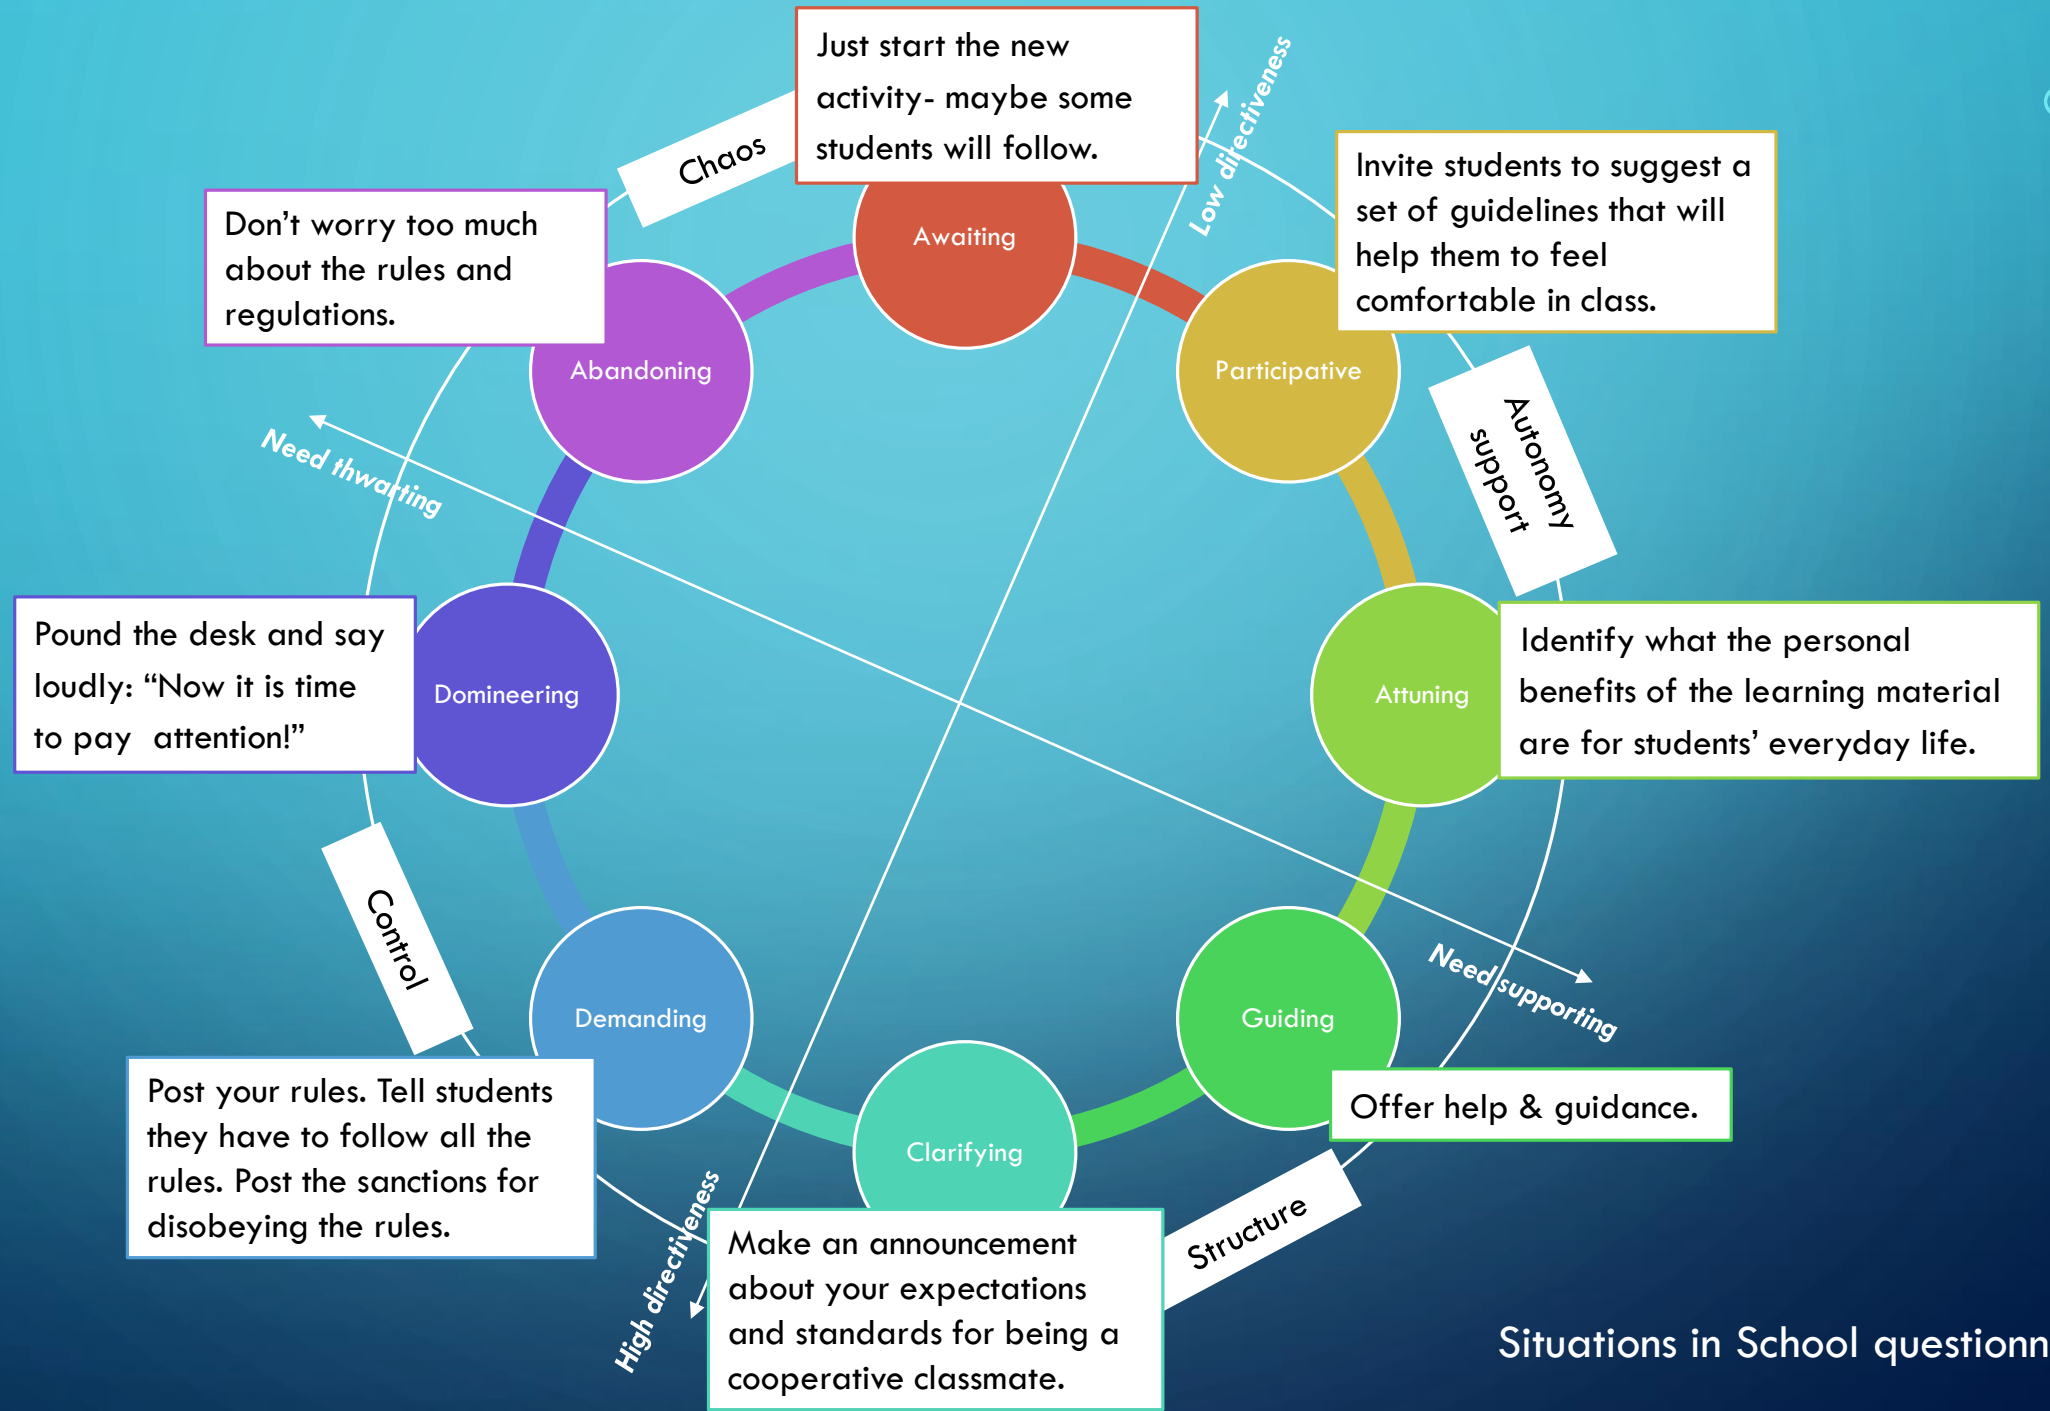 Just start the new
activity- maybe some
students will follow.
Awaiting
Chaos
Low directiveness
Invite students to suggest a
set of guidelines that will
help them to feel
comfortable in class.
Participative
Don't worry too much
about the rules and
regulations.
Abandoning
Autonomy
support
Need thwarting
Pound the desk and say
loudly: “Now it is time
to pay  attention!”
Domineering
Identify what the personal
benefits of the learning material
are for students’ everyday life.
Attuning
Control
Need supporting
Guiding
Offer help & guidance.
Demanding
Post your rules. Tell students
they have to follow all the
rules. Post the sanctions for
disobeying the rules.
Clarifying
Structure
High directiveness
Make an announcement
about your expectations
and standards for being a
cooperative classmate.
Situations in School questionn